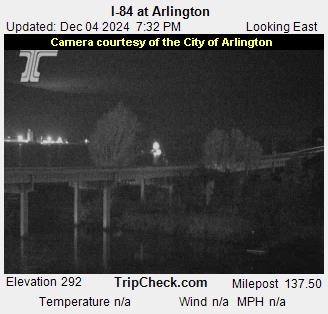 I-84 at Arlington
Updated: Dec 04 2024 7:32 PM Looking East
Camera courtesy of the City of Arlington
Elevation 292 TripCheck.com Milepost 137.50
Temperature n/a Wind n/a MPH n/a